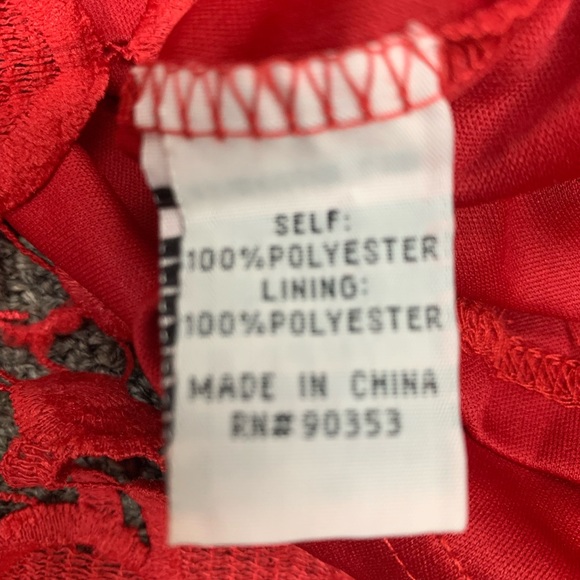 SELF:
100%POLYESTER
LINING:
100%POLYESTER
MADE IN CHINA
RN#90353